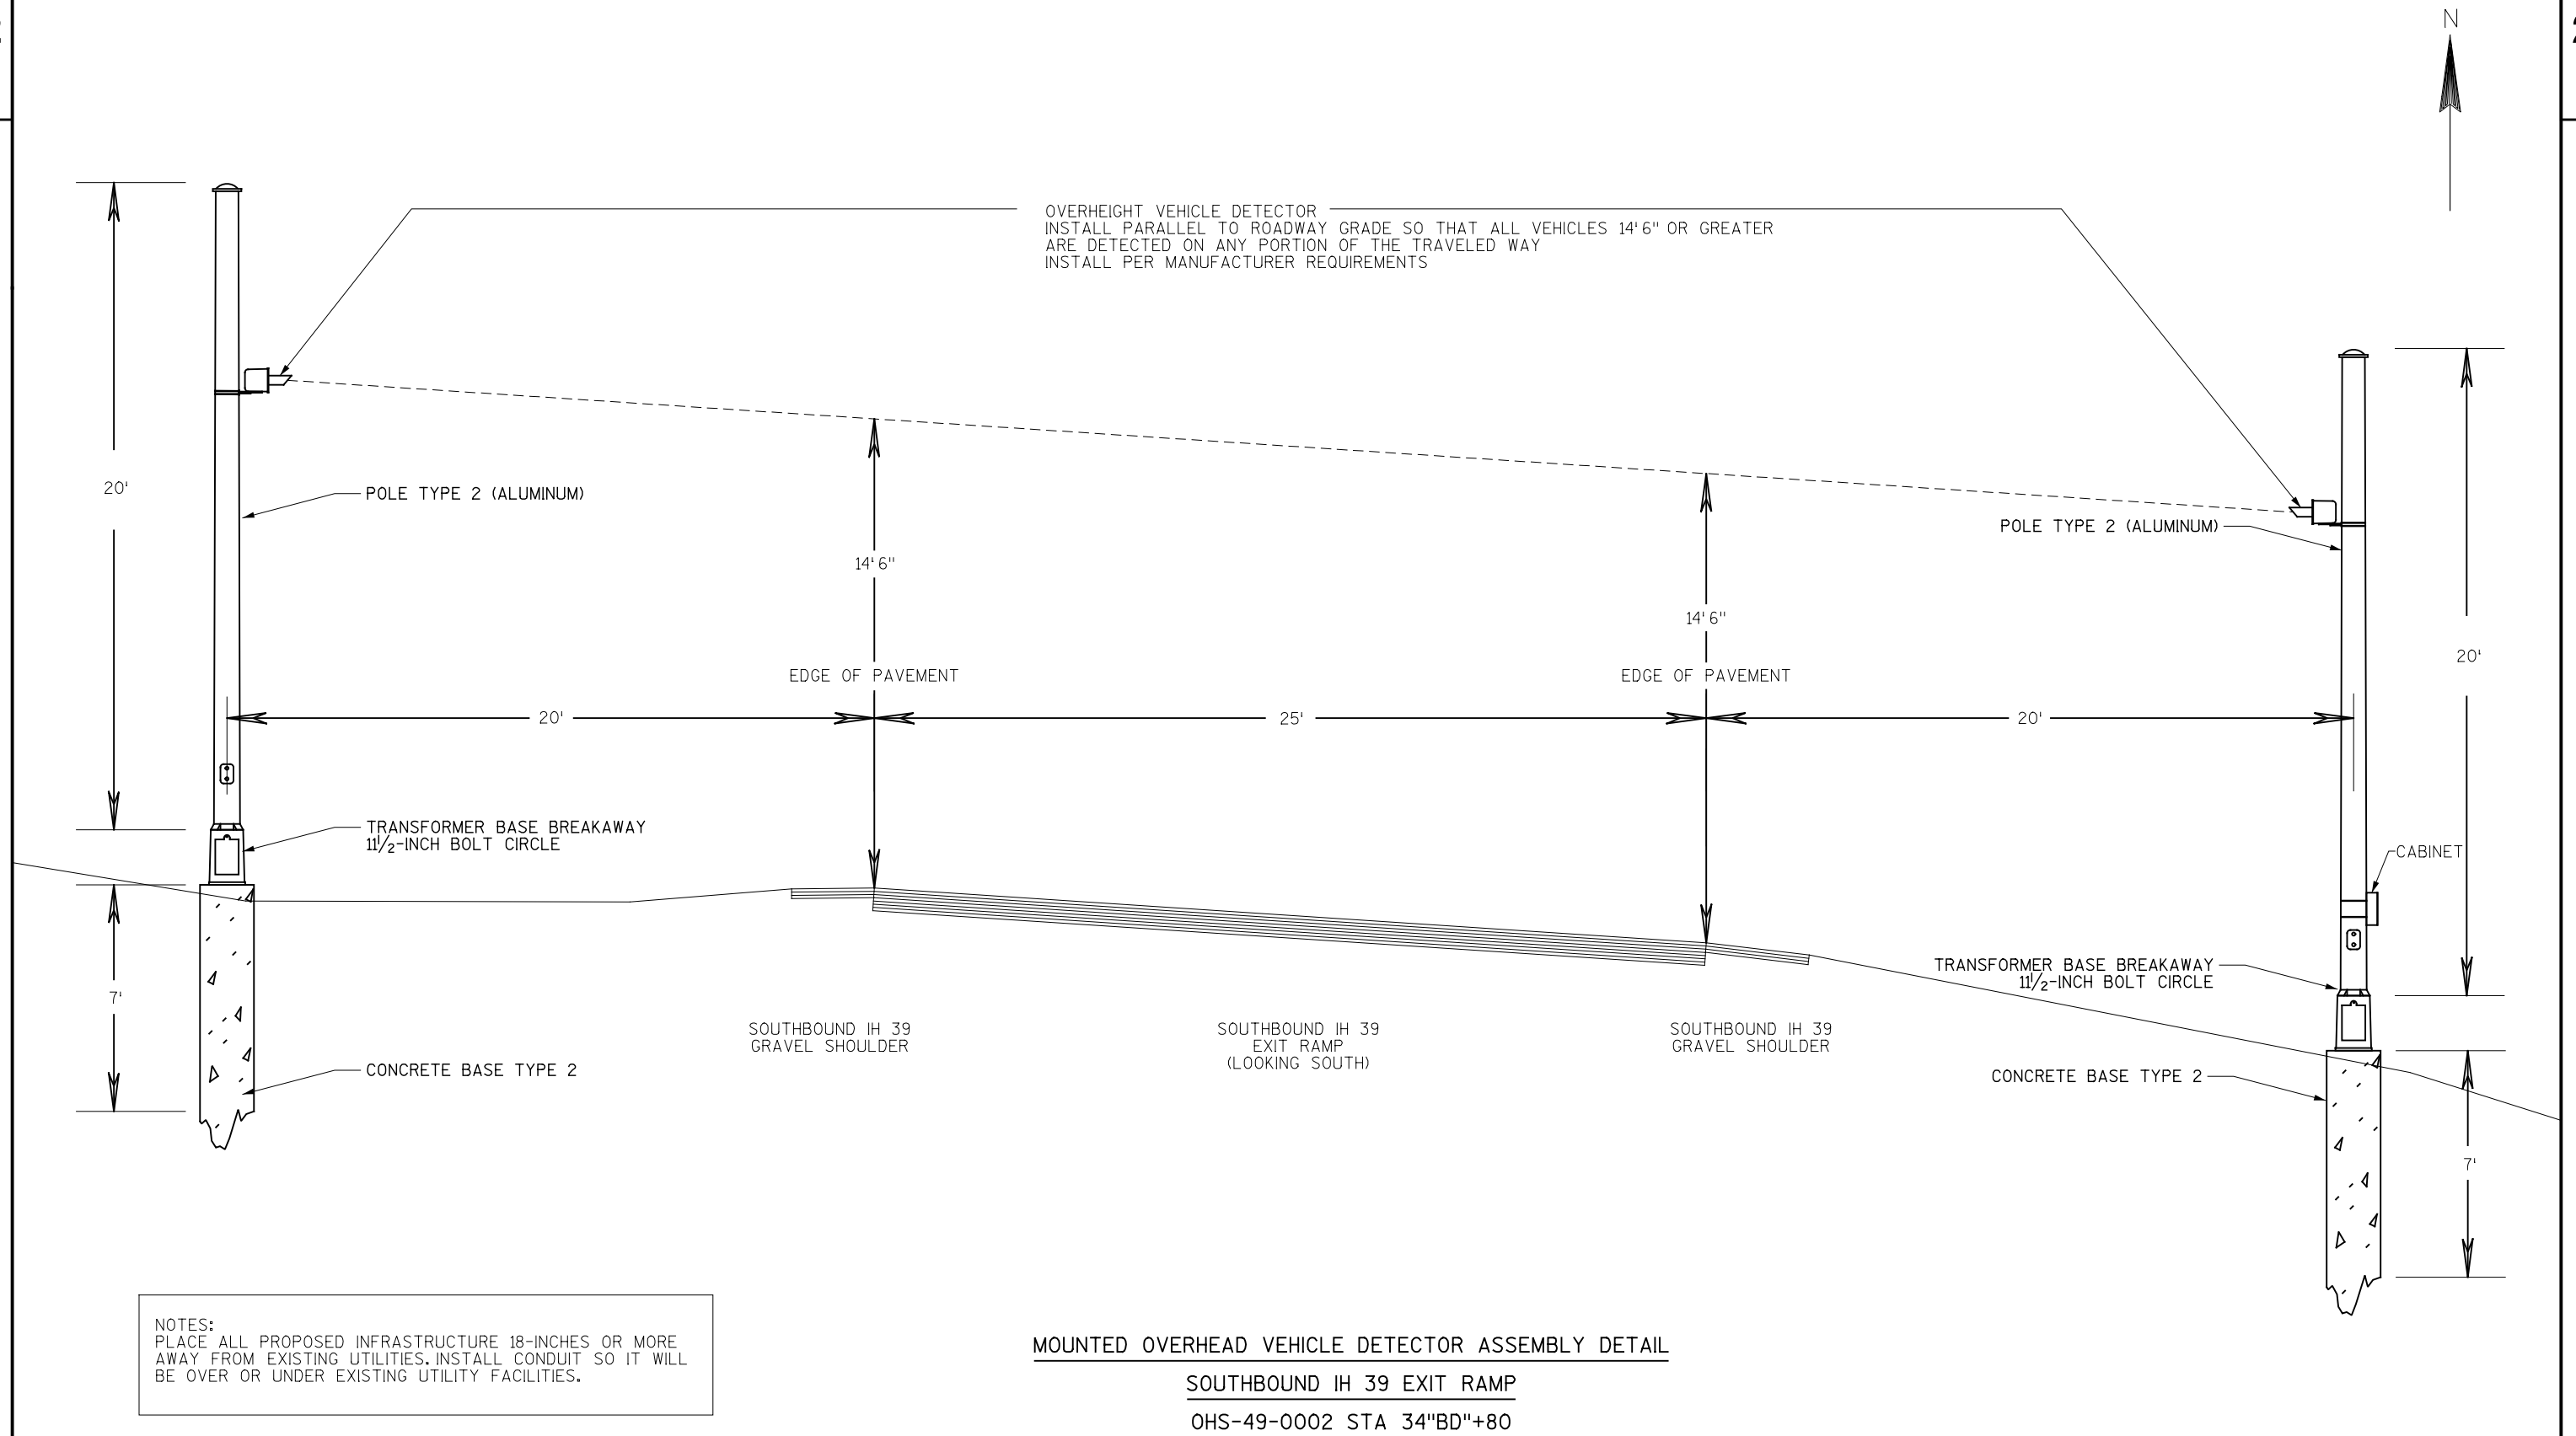 N
OVERHEIGHT VEHICLE DETECTOR
INSTALL PARALLEL TO ROADWAY GRADE SO THAT ALL VEHICLES 14'6" OR GREATER
ARE DETECTED ON ANY PORTION OF THE TRAVELED WAY
INSTALL PER MANUFACTURER REQUIREMENTS
20'
POLE TYPE 2 (ALUMINUM)
POLE TYPE 2 (ALUMINUM)
14'6"
14'6"
20'
EDGE OF PAVEMENT
EDGE OF PAVEMENT
20'
25'
20'
TRANSFORMER BASE BREAKAWAY
11 1/2-INCH BOLT CIRCLE
CABINET
TRANSFORMER BASE BREAKAWAY
11 1/2-INCH BOLT CIRCLE
7'
SOUTHBOUND IH 39
GRAVEL SHOULDER
SOUTHBOUND IH 39
EXIT RAMP
(LOOKING SOUTH)
SOUTHBOUND IH 39
GRAVEL SHOULDER
CONCRETE BASE TYPE 2
CONCRETE BASE TYPE 2
7'
NOTES:
PLACE ALL PROPOSED INFRASTRUCTURE 18-INCHES OR MORE
AWAY FROM EXISTING UTILITIES. INSTALL CONDUIT SO IT WILL
BE OVER OR UNDER EXISTING UTILITY FACILITIES.
MOUNTED OVERHEAD VEHICLE DETECTOR ASSEMBLY DETAIL
SOUTHBOUND IH 39 EXIT RAMP
OHS-49-0002 STA 34"BD"+80